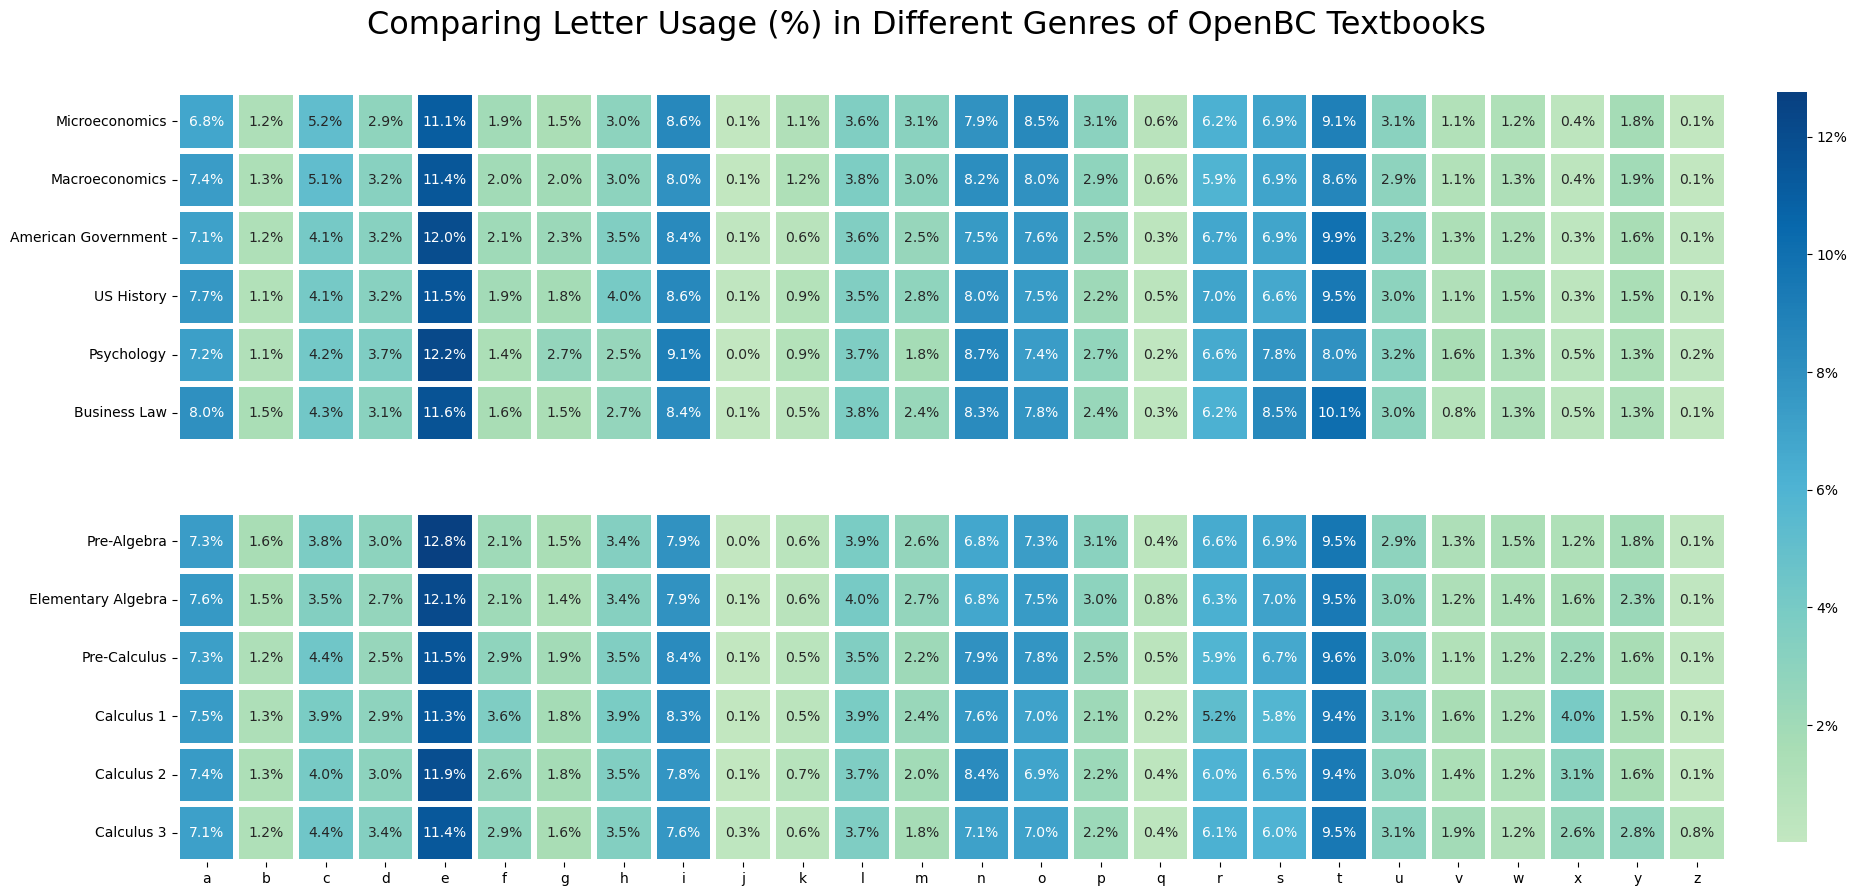 Comparing Letter Usage (%) in Different Genres of OpenBC Textbooks
Microeconomics 6.8% 1.2% 5.2% 2.9% 11.1% 1.9% 1.5% 3.0% 8.6% 0.1% 1.1% 3.6% 3.1% 7.9% 8.5% 3.1% 0.6% 6.2% 6.9% 9.1% 3.1% 1.1% 1.2% 0.4% 1.8% 0.1%
Macroeconomics 7.4% 1.3% 5.1% 3.2% 11.4% 2.0% 2.0% 3.0% 8.0% 0.1% 1.2% 3.8% 3.0% 8.2% 8.0% 2.9% 0.6% 5.9% 6.9% 8.6% 2.9% 1.1% 1.3% 0.4% 1.9% 0.1%
American Government 7.1% 1.2% 4.1% 3.2% 12.0% 2.1% 2.3% 3.5% 8.4% 0.1% 0.6% 3.6% 2.5% 7.5% 7.6% 2.5% 0.3% 6.7% 6.9% 9.9% 3.2% 1.3% 1.2% 0.3% 1.6% 0.1%
US History 7.7% 1.1% 4.1% 3.2% 11.5% 1.9% 1.8% 4.0% 8.6% 0.1% 0.9% 3.5% 2.8% 8.0% 7.5% 2.2% 0.5% 7.0% 6.6% 9.5% 3.0% 1.1% 1.5% 0.3% 1.5% 0.1%
Psychology 7.2% 1.1% 4.2% 3.7% 12.2% 1.4% 2.7% 2.5% 9.1% 0.0% 0.9% 3.7% 1.8% 8.7% 7.4% 2.7% 0.2% 6.6% 7.8% 8.0% 3.2% 1.6% 1.3% 0.5% 1.3% 0.2%
Business Law 8.0% 1.5% 4.3% 3.1% 11.6% 1.6% 1.5% 2.7% 8.4% 0.1% 0.5% 3.8% 2.4% 8.3% 7.8% 2.4% 0.3% 6.2% 8.5% 10.1% 3.0% 0.8% 1.3% 0.5% 1.3% 0.1%
Pre-Algebra 7.3% 1.6% 3.8% 3.0% 12.8% 2.1% 1.5% 3.4% 7.9% 0.0% 0.6% 3.9% 2.6% 6.8% 7.3% 3.1% 0.4% 6.6% 6.9% 9.5% 2.9% 1.3% 1.5% 1.2% 1.8% 0.1%
Elementary Algebra 7.6% 1.5% 3.5% 2.7% 12.1% 2.1% 1.4% 3.4% 7.9% 0.1% 0.6% 4.0% 2.7% 6.8% 7.5% 3.0% 0.8% 6.3% 7.0% 9.5% 3.0% 1.2% 1.4% 1.6% 2.3% 0.1%
Pre-Calculus 7.3% 1.2% 4.4% 2.5% 11.5% 2.9% 1.9% 3.5% 8.4% 0.1% 0.5% 3.5% 2.2% 7.9% 7.8% 2.5% 0.5% 5.9% 6.7% 9.6% 3.0% 1.1% 1.2% 2.2% 1.6% 0.1%
Calculus 1 7.5% 1.3% 3.9% 2.9% 11.3% 3.6% 1.8% 3.9% 8.3% 0.1% 0.5% 3.9% 2.4% 7.6% 7.0% 2.1% 0.2% 5.2% 5.8% 9.4% 3.1% 1.6% 1.2% 4.0% 1.5% 0.1%
Calculus 2 7.4% 1.3% 4.0% 3.0% 11.9% 2.6% 1.8% 3.5% 7.8% 0.1% 0.7% 3.7% 2.0% 8.4% 6.9% 2.2% 0.4% 6.0% 6.5% 9.4% 3.0% 1.4% 1.2% 3.1% 1.6% 0.1%
Calculus 3 7.1% 1.2% 4.4% 3.4% 11.4% 2.9% 1.6% 3.5% 7.6% 0.3% 0.6% 3.7% 1.8% 7.1% 7.0% 2.2% 0.4% 6.1% 6.0% 9.5% 3.1% 1.9% 1.2% 2.6% 2.8% 0.8%
a b c d e f g h i j k l m n o p q r s t u v w x y z
12%
10%
8%
6%
4%
2%